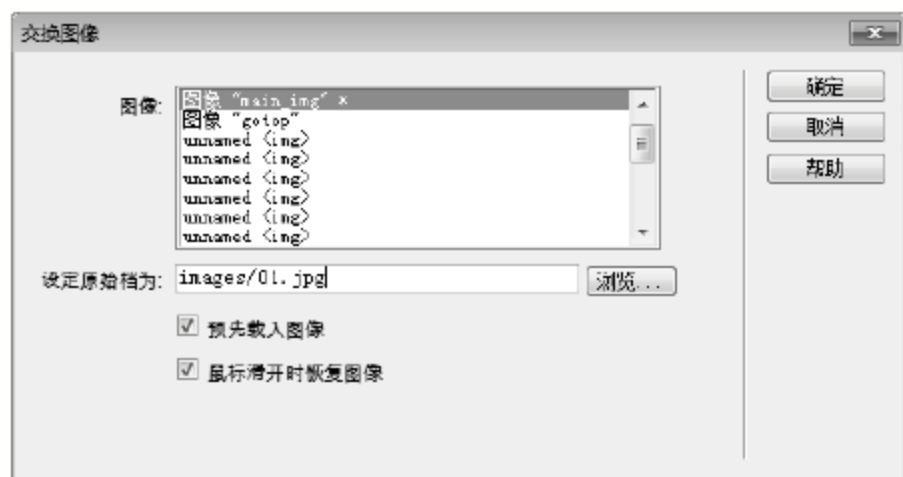 交换图像
图像:
图像 "main_img" *
图像 "gotop"
unnamed <img>
unnamed <img>
unnamed <img>
unnamed <img>
unnamed <img>
unnamed <img>
设定原始档为: images/01.jpg 浏览...
预先载入图像
鼠标滑开时恢复图像
确定
取消
帮助